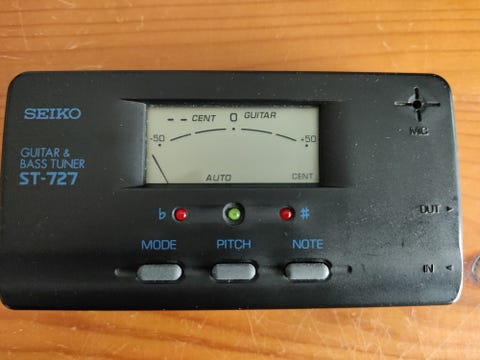 SEIKO
GUITAR &
BASS TUNER
ST-727
-- CENT 0 GUITAR
-50 +50
AUTO CENT
♭ ♯
MODE PITCH NOTE
MIC
OUT ►
IN ◄